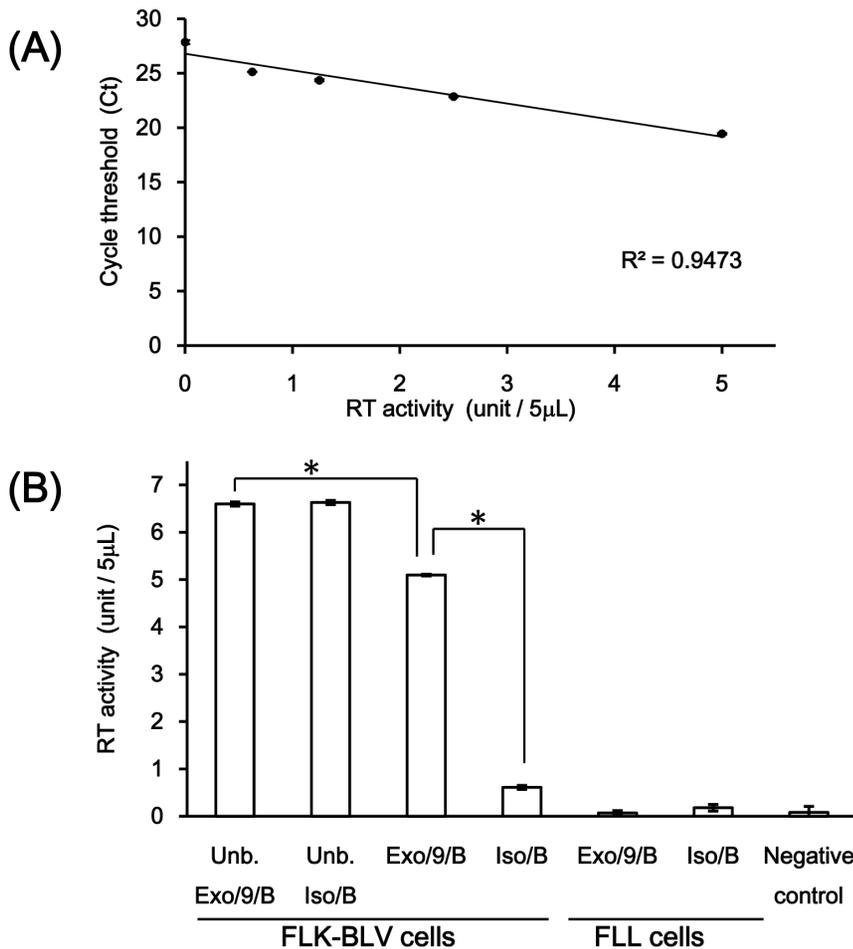 (A)
Cycle threshold (Ct)
30
25
20
15
10
5
0
R² = 0.9473
0 1 2 3 4 5
RT activity (unit / 5μL)
(B)
RT activity (unit / 5μL)
7
6
5
4
3
2
1
0
*
*
Unb. Unb. Exo/9/B Iso/B Exo/9/B Iso/B Negative
Exo/9/B Iso/B control
FLK-BLV cells FLL cells